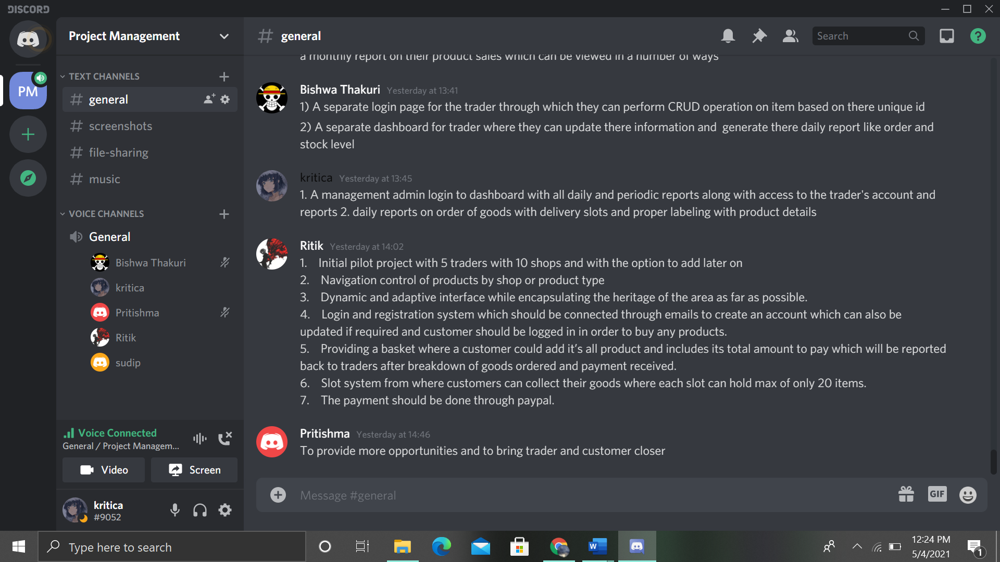 DISCORD
Project Management
general
Search
?
PM
TEXT CHANNELS
general
screenshots
file-sharing
music
VOICE CHANNELS
General
Bishwa Thakuri
kritica
Pritishma
Ritik
sudip
Voice Connected
General / Project Managem...
Video
Screen
kritica
#9052
a monthly report on their product sales which can be viewed in a number of ways
Bishwa Thakuri Yesterday at 13:41
1) A separate login page for the trader through which they can perform CRUD operation on item based on there unique id
2) A separate dashboard for trader where they can update there information and generate there daily report like order and
stock level
kritica Yesterday at 13:45
1. A management admin login to dashboard with all daily and periodic reports along with access to the trader's account and
reports 2. daily reports on order of goods with delivery slots and proper labeling with product details
Ritik Yesterday at 14:02
1. Initial pilot project with 5 traders with 10 shops and with the option to add later on
2. Navigation control of products by shop or product type
3. Dynamic and adaptive interface while encapsulating the heritage of the area as far as possible.
4. Login and registration system which should be connected through emails to create an account which can also be
updated if required and customer should be logged in in order to buy any products.
5. Providing a basket where a customer could add it’s all product and includes its total amount to pay which will be reported
back to traders after breakdown of goods ordered and payment received.
6. Slot system from where customers can collect their goods where each slot can hold max of only 20 items.
7. The payment should be done through paypal.
Pritishma Yesterday at 14:46
To provide more opportunities and to bring trader and customer closer
Message #general
GIF
Type here to search
W
12:24 PM
5/4/2021
1